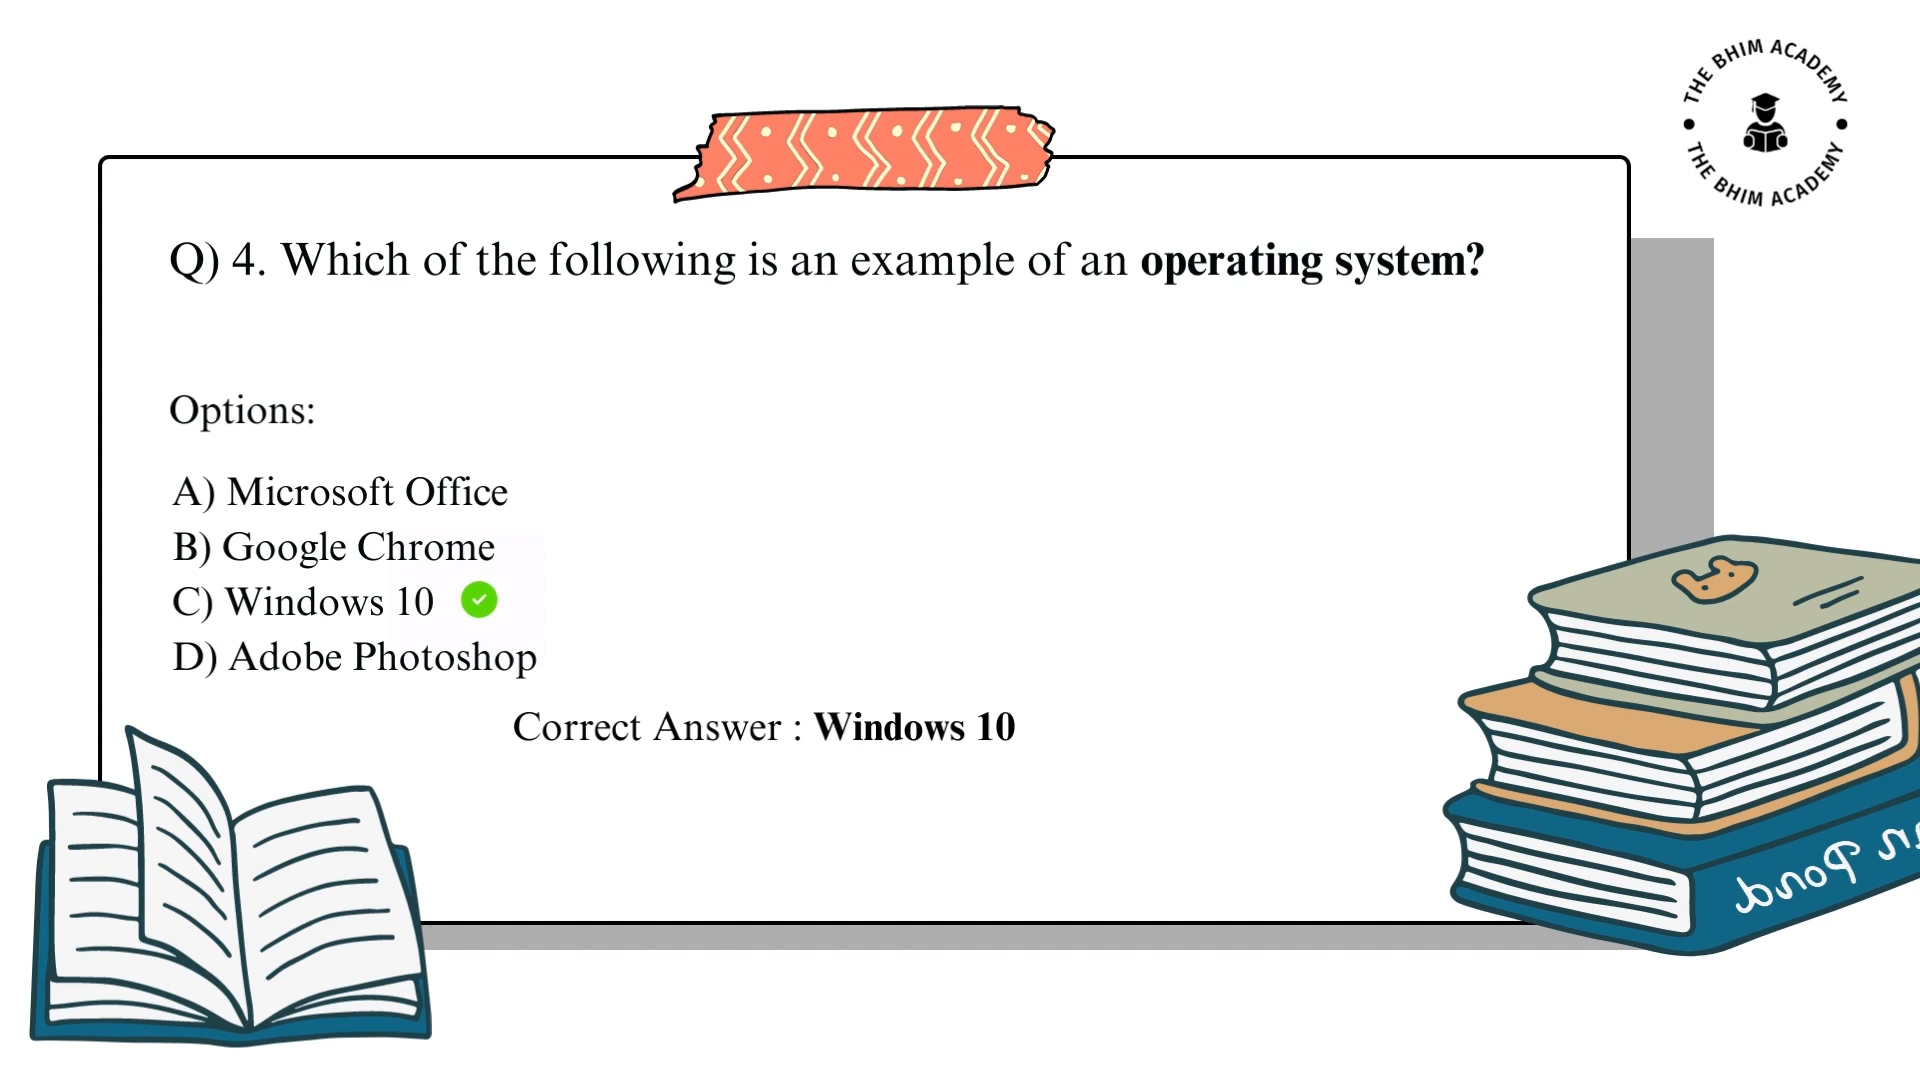 THE BHIM ACADEMY
THE BHIM ACADEMY
Q) 4. Which of the following is an example of an operating system?
Options:
A) Microsoft Office
B) Google Chrome
C) Windows 10
D) Adobe Photoshop
Correct Answer : Windows 10